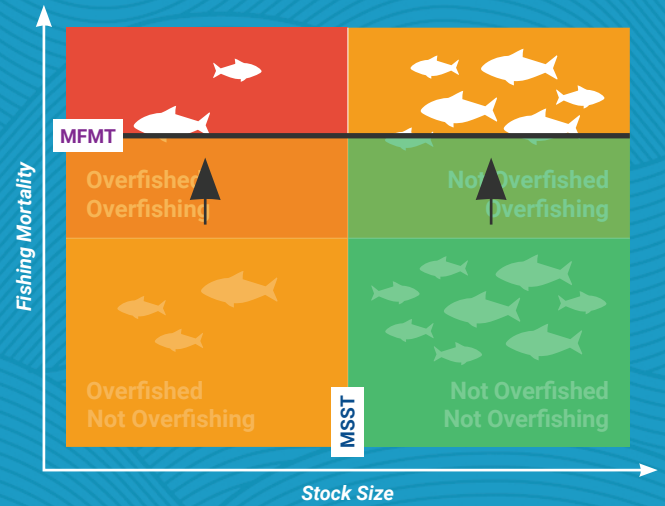 MFMT
Overfished
Overfishing
Not Overfished
Overfishing
Fishing Mortality
Overfished
Not Overfishing
MSST
Not Overfished
Not Overfishing
Stock Size